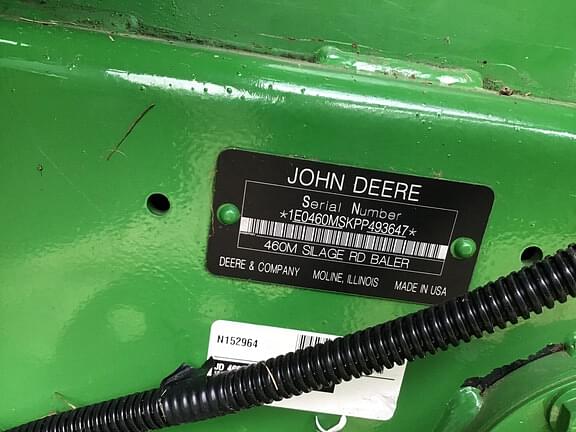 JOHN DEERE
Serial Number
*1E0460MSKPP493647*
460M SILAGE RD BALER
DEERE & COMPANY MOLINE, ILLINOIS MADE IN USA
N152964